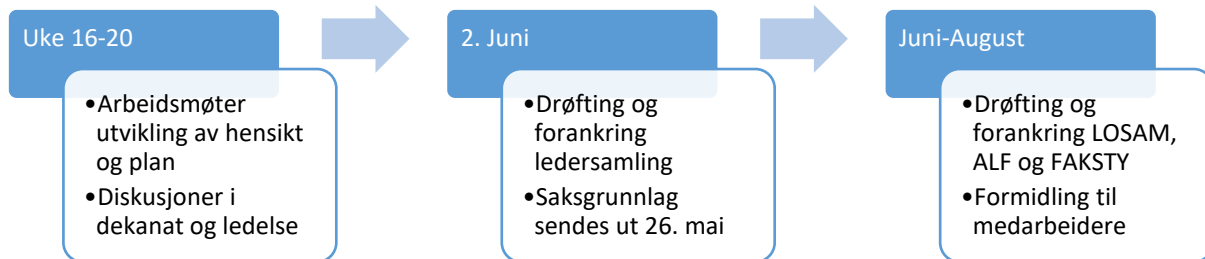 Uke 16-20
•Arbeidsmøter
utvikling av hensikt
og plan
•Diskusjoner i
dekanat og ledelse
2. Juni
•Drøfting og
forankring
ledersamling
•Saksgrunnlag
sendes ut 26. mai
Juni-August
•Drøfting og
forankring LOSAM,
ALF og FAKSTY
•Formidling til
medarbeidere